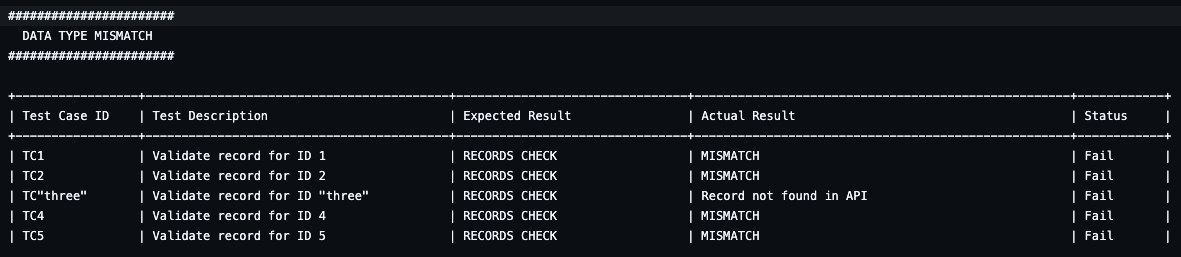 #######################
DATA TYPE MISMATCH
#######################
+-----------------+------------------------------------------+--------------------------------+-----------------------------------------------------+------------+
| Test Case ID | Test Description | Expected Result | Actual Result | Status |
+-----------------+------------------------------------------+--------------------------------+-----------------------------------------------------+------------+
| TC1 | Validate record for ID 1 | RECORDS CHECK | MISMATCH | Fail |
| TC2 | Validate record for ID 2 | RECORDS CHECK | MISMATCH | Fail |
| TC"three" | Validate record for ID "three" | RECORDS CHECK | Record not found in API | Fail |
| TC4 | Validate record for ID 4 | RECORDS CHECK | MISMATCH | Fail |
| TC5 | Validate record for ID 5 | RECORDS CHECK | MISMATCH | Fail |